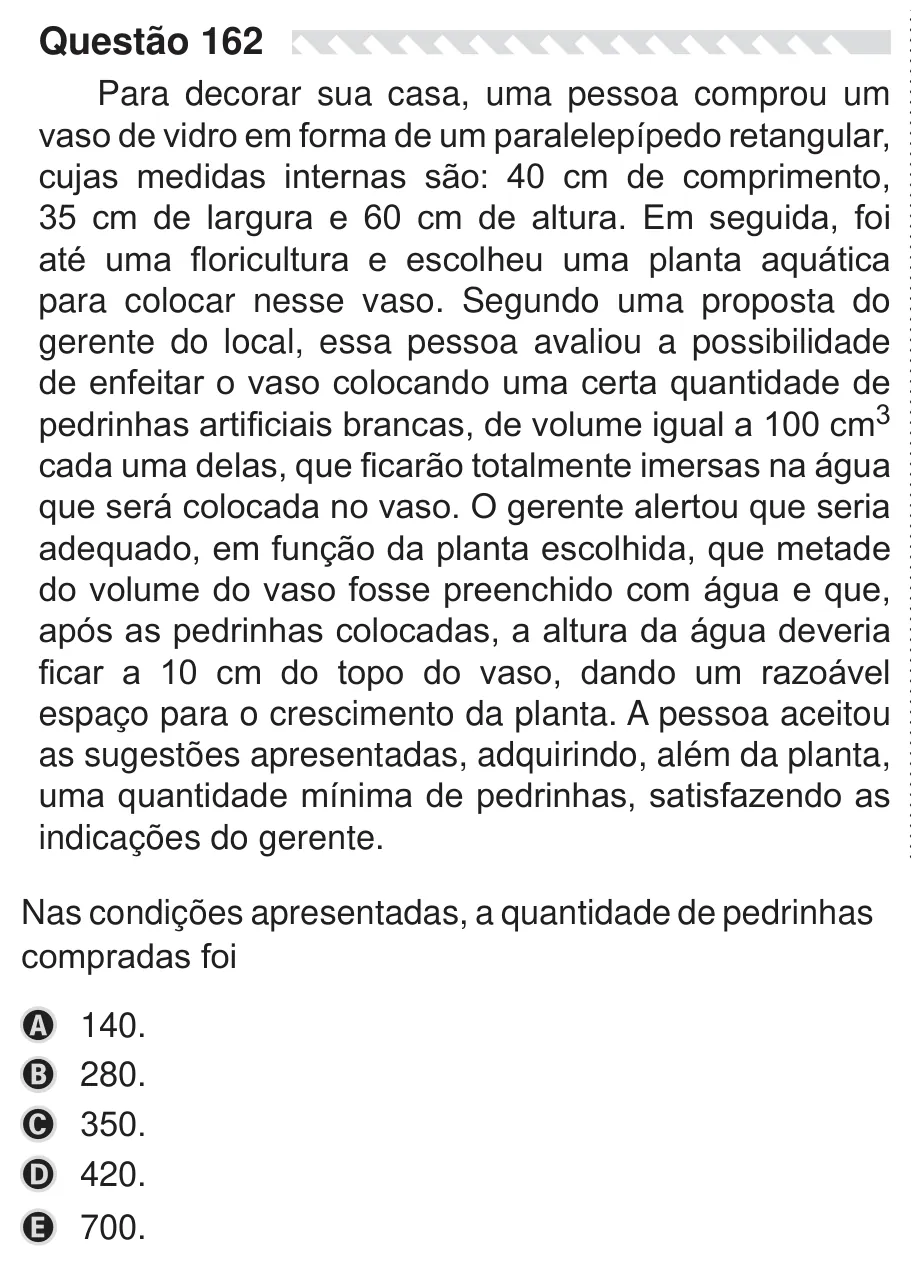 Questão 162
Para decorar sua casa, uma pessoa comprou um
vaso de vidro em forma de um paralelepípedo retangular,
cujas medidas internas são: 40 cm de comprimento,
35 cm de largura e 60 cm de altura. Em seguida, foi
até uma floricultura e escolheu uma planta aquática
para colocar nesse vaso. Segundo uma proposta do
gerente do local, essa pessoa avaliou a possibilidade
de enfeitar o vaso colocando uma certa quantidade de
pedrinhas artificiais brancas, de volume igual a 100 cm³
cada uma delas, que ficarão totalmente imersas na água
que será colocada no vaso. O gerente alertou que seria
adequado, em função da planta escolhida, que metade
do volume do vaso fosse preenchido com água e que,
após as pedrinhas colocadas, a altura da água deveria
ficar a 10 cm do topo do vaso, dando um razoável
espaço para o crescimento da planta. A pessoa aceitou
as sugestões apresentadas, adquirindo, além da planta,
uma quantidade mínima de pedrinhas, satisfazendo as
indicações do gerente.
Nas condições apresentadas, a quantidade de pedrinhas
compradas foi
A 140.
B 280.
C 350.
D 420.
E 700.